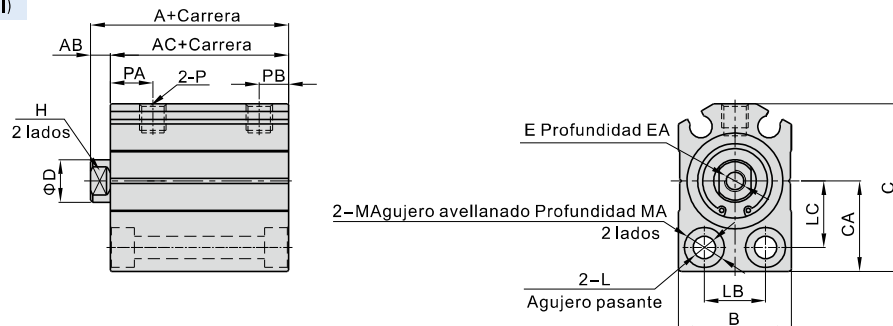 A+Carrera
AB
AC+Carrera
PA
2-P
PB
H
2 lados
ΦD
E Profundidad EA
2-MAgujero avellanado Profundidad MA
2 lados
2-L
Agujero pasante
LB
B
LC
CA
C